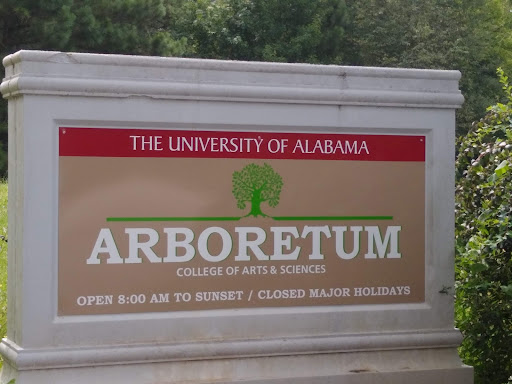 THE UNIVERSITY OF ALABAMA
ARBORETUM
COLLEGE OF ARTS & SCIENCES
OPEN 8:00 AM TO SUNSET / CLOSED MAJOR HOLIDAYS